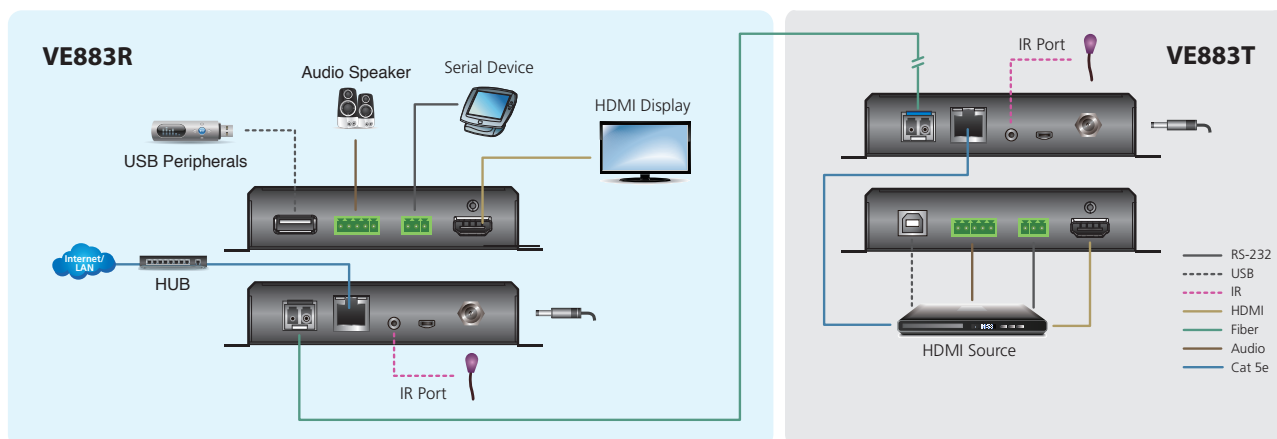 VE883R
USB Peripherals
Audio Speaker
Serial Device
HDMI Display
Internet/
LAN
HUB
IR Port
VE883T
IR Port
HDMI Source
RS-232
USB
IR
HDMI
Fiber
Audio
Cat 5e